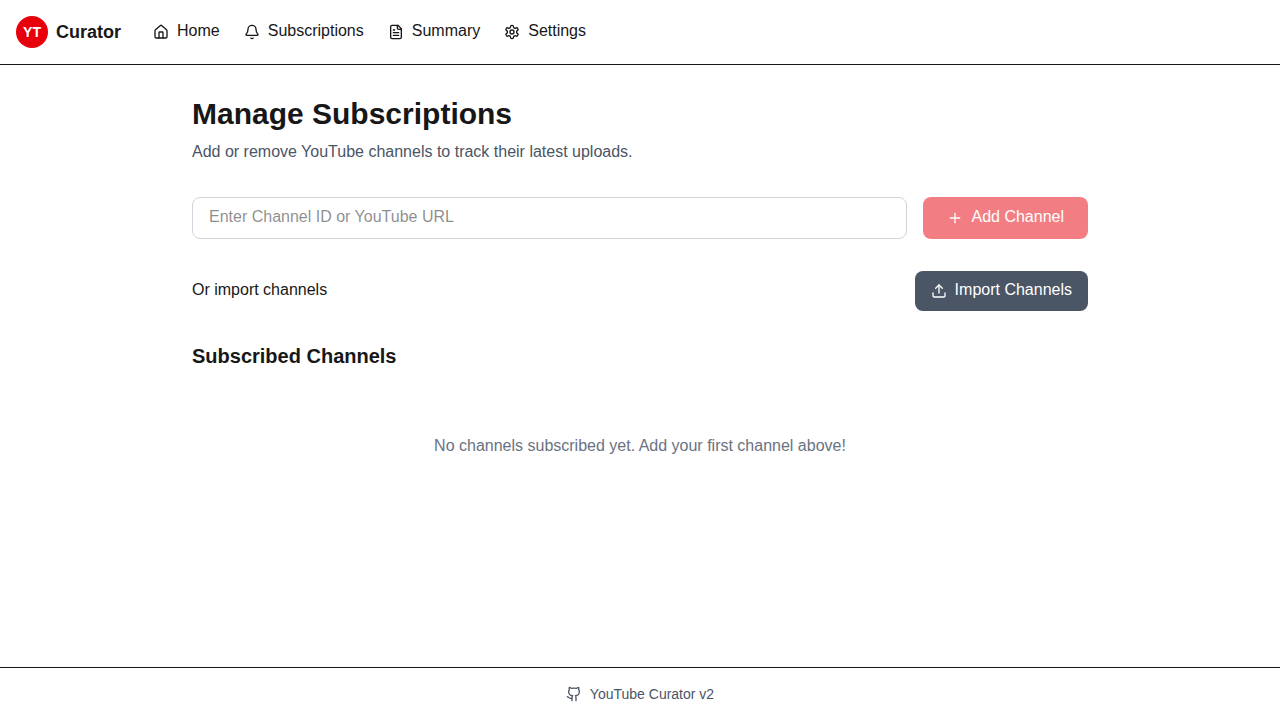 YT Curator Home Subscriptions Summary Settings
Manage Subscriptions
Add or remove YouTube channels to track their latest uploads.
Enter Channel ID or YouTube URL Add Channel
Or import channels Import Channels
Subscribed Channels
No channels subscribed yet. Add your first channel above!
YouTube Curator v2